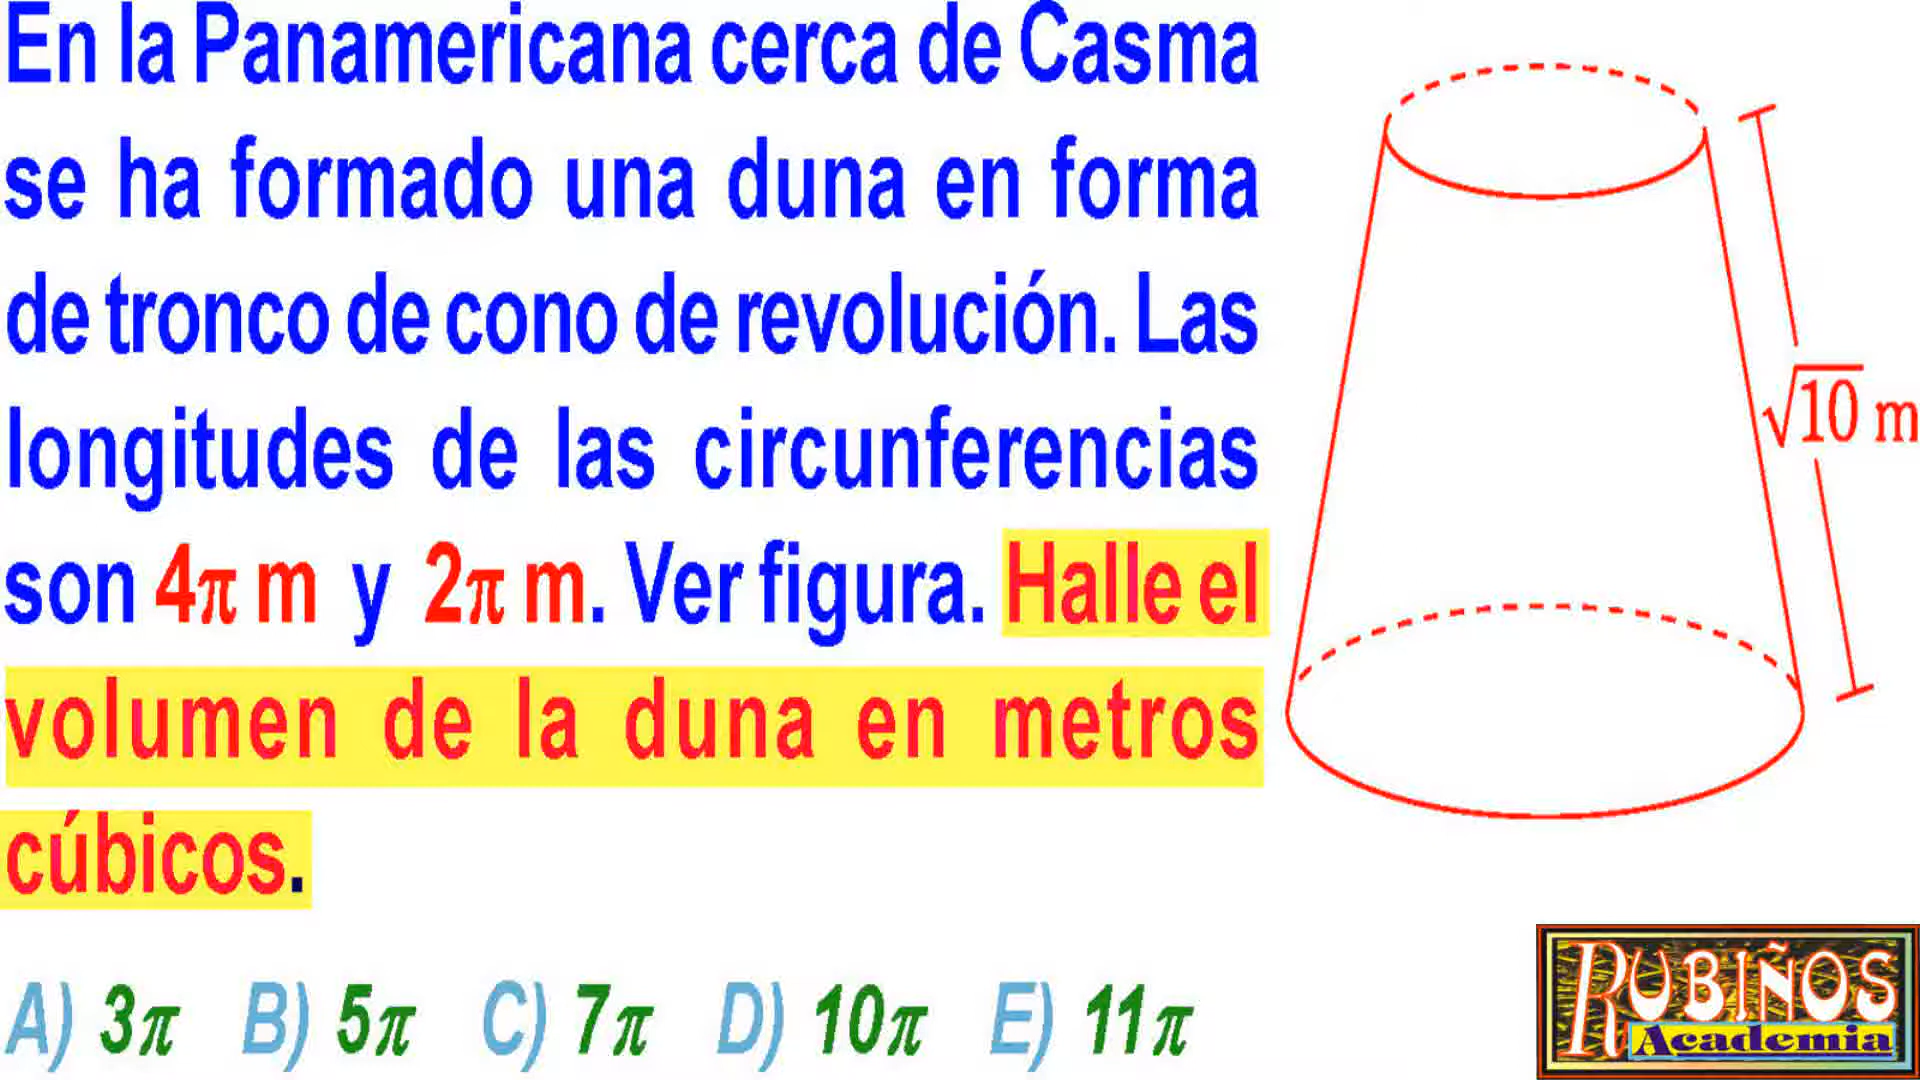 En la Panamericana cerca de Casma
se ha formado una duna en forma
de tronco de cono de revolución. Las
longitudes de las circunferencias
son 4π m y 2π m. Ver figura. Halle el
volumen de la duna en metros
cúbicos.
√10 m
A) 3π B) 5π C) 7π D) 10π E) 11π
RUBIÑOS
Academia